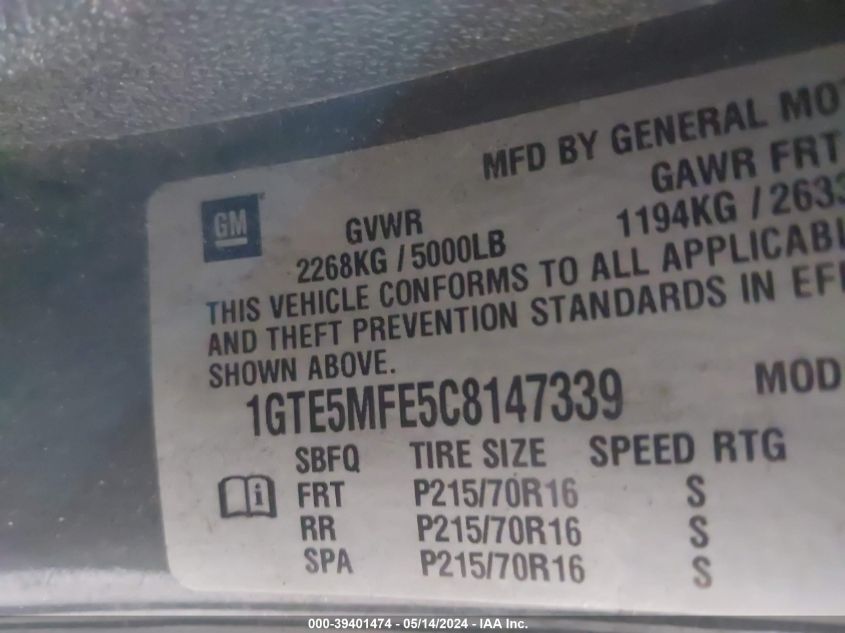 MFD BY GENERAL MO
GM
GVWR
GAWR FRT
2268KG / 5000LB
1194KG / 2633
THIS VEHICLE CONFORMS TO ALL APPLICABL
AND THEFT PREVENTION STANDARDS IN EFF
SHOWN ABOVE.
1GTE5MFE5C8147339
MOD
SBFQ TIRE SIZE SPEED RTG
FRT P215/70R16 S
RR P215/70R16 S
SPA P215/70R16 S
000-39401474 - 05/14/2024 - IAA Inc.